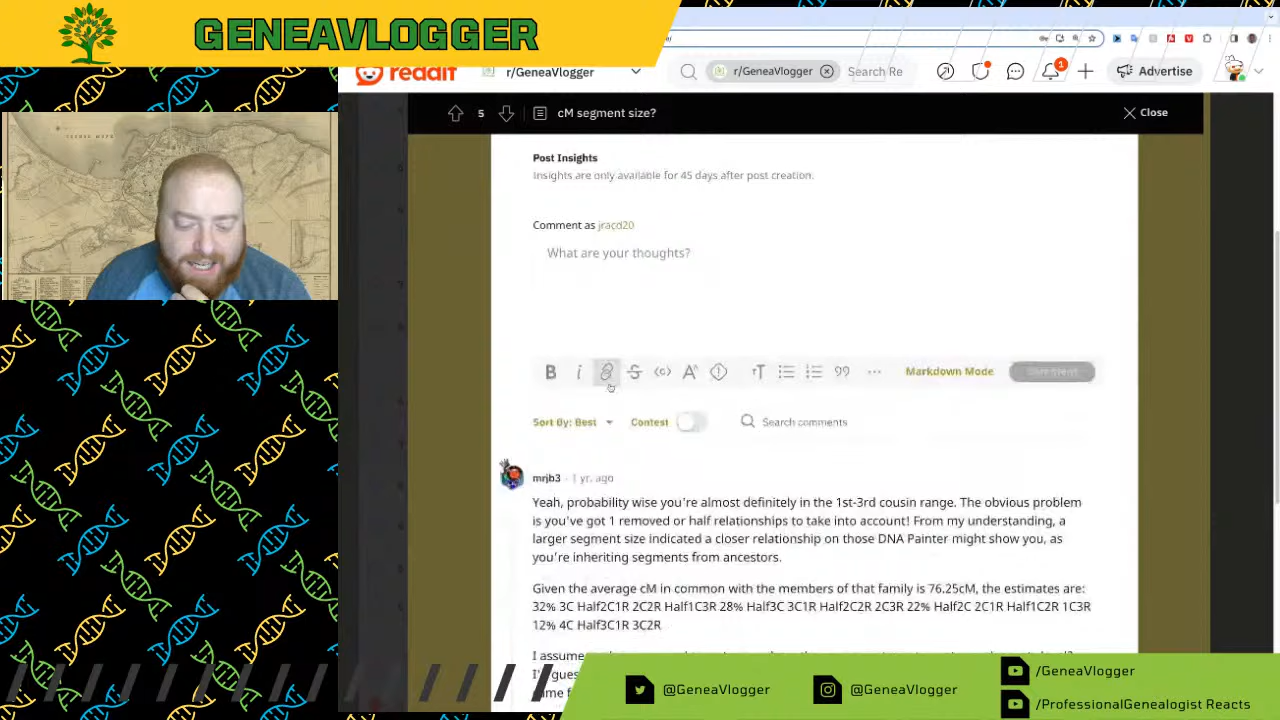 GENEAVLOGGER
reddit
r/GeneaVlogger
r/GeneaVlogger
Search Re
1
Advertise
5
cM segment size?
Close
Post Insights
Insights are only available for 45 days after post creation.
Comment as jracd20
What are your thoughts?
Markdown Mode
Sort By: Best
Contest
Search comments
mrjb3 · 1 yr. ago
Yeah, probability wise you're almost definitely in the 1st-3rd cousin range. The obvious problem
is you've got 1 removed or half relationships to take into account! From my understanding, a
larger segment size indicated a closer relationship on those DNA Painter might show you, as
you're inheriting segments from ancestors.
Given the average cM in common with the members of that family is 76.25cM, the estimates are:
32% 3C Half2C1R 2C2R Half1C3R 28% Half3C 3C1R Half2C2R 2C3R 22% Half2C 2C1R Half1C2R 1C3R
12% 4C Half3C1R 3C2R
I assume
@GeneaVlogger
@GeneaVlogger
/GeneaVlogger
/ProfessionalGenealogist Reacts